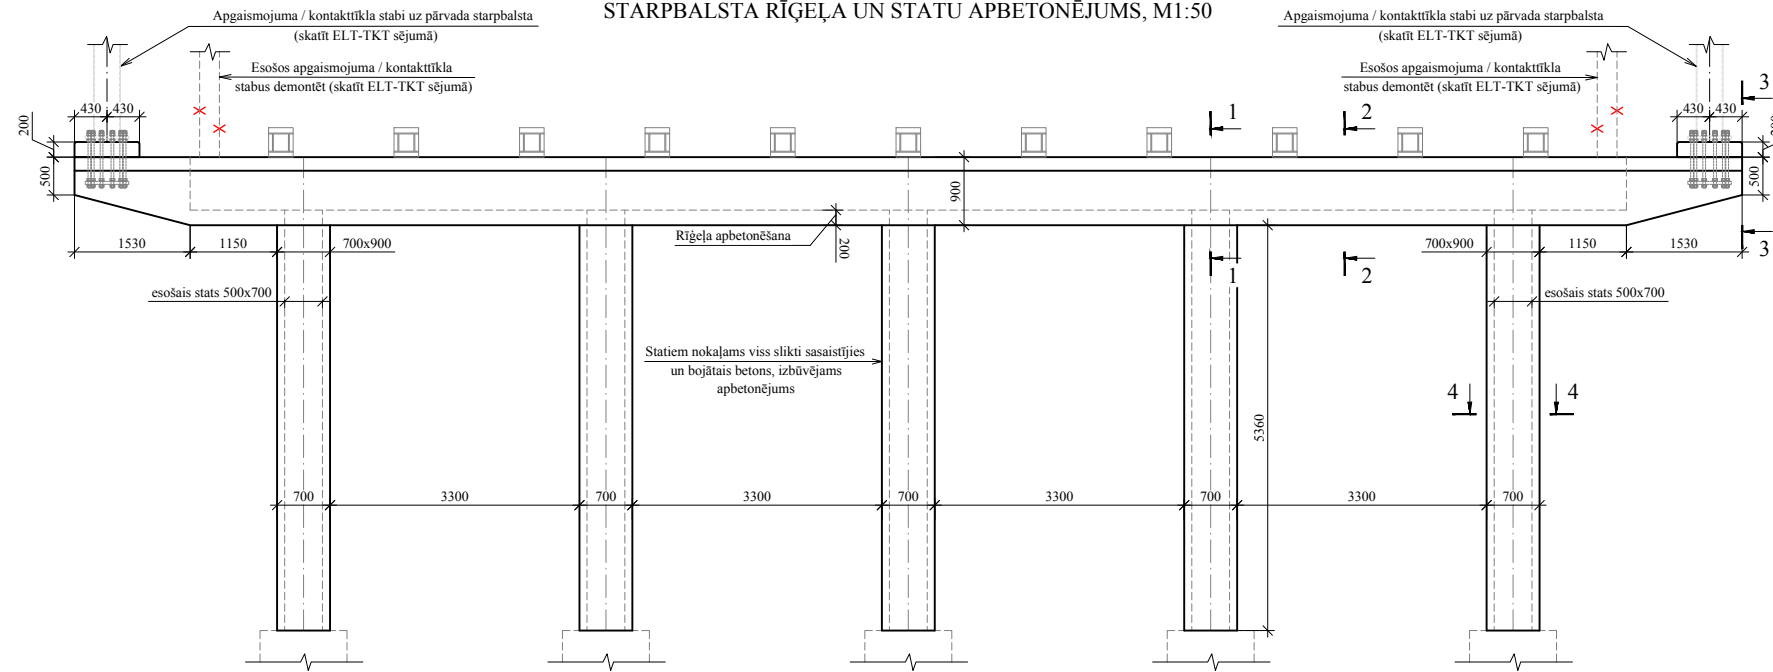 STARPBALSTA RĪĢEĻA UN STATU APBETONĒJUMS, M1:50
Apgaismojuma / kontakttīkla stabi uz pārvada starpbalsta
(skatīt ELT-TKT sējumā)
Apgaismojuma / kontakttīkla stabi uz pārvada starpbalsta
(skatīt ELT-TKT sējumā)
Esošos apgaismojuma / kontakttīkla
stabus demontēt (skatīt ELT-TKT sējumā)
Esošos apgaismojuma / kontakttīkla
stabus demontēt (skatīt ELT-TKT sējumā)
3
430 430
430 430
200
1
2
200
500
900
500
Rīģeļa apbetonēšana
200
1530
1150
700x900
700x900
1150
1530
3
1
2
esošais stats 500x700
esošais stats 500x700
Statiem nokaļams viss slikti sasaistījies
un bojātais betons, izbūvējams
apbetonējums
4
4
5360
700
3300
700
3300
700
3300
700
3300
700